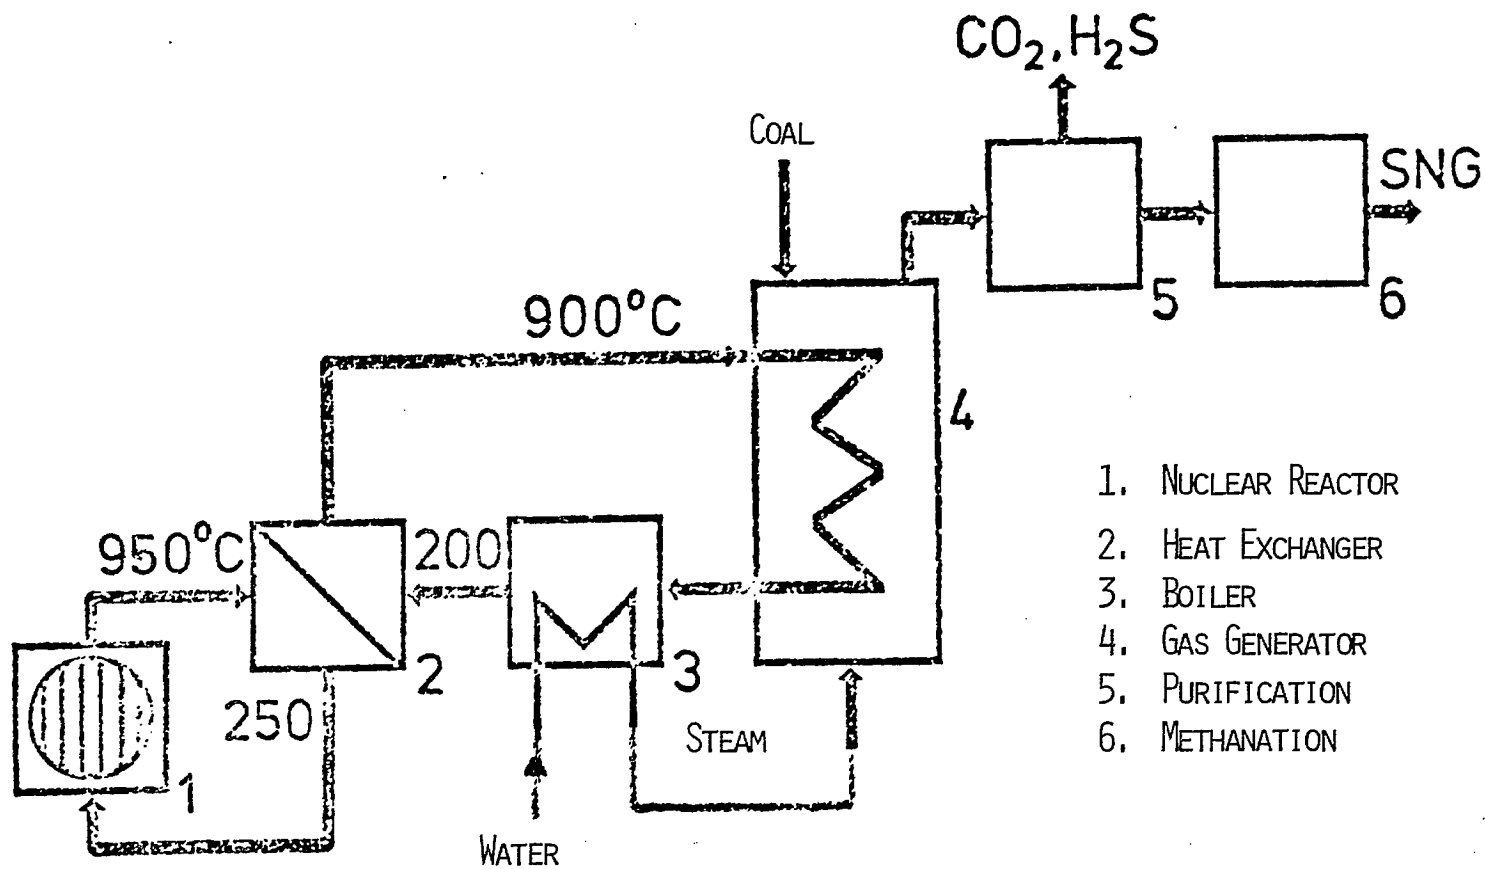 CO₂, H₂S
COAL
SNG
5
6
900°C
4
950°C
200
2
3
250
1
STEAM
WATER
1. NUCLEAR REACTOR
2. HEAT EXCHANGER
3. BOILER
4. GAS GENERATOR
5. PURIFICATION
6. METHANATION